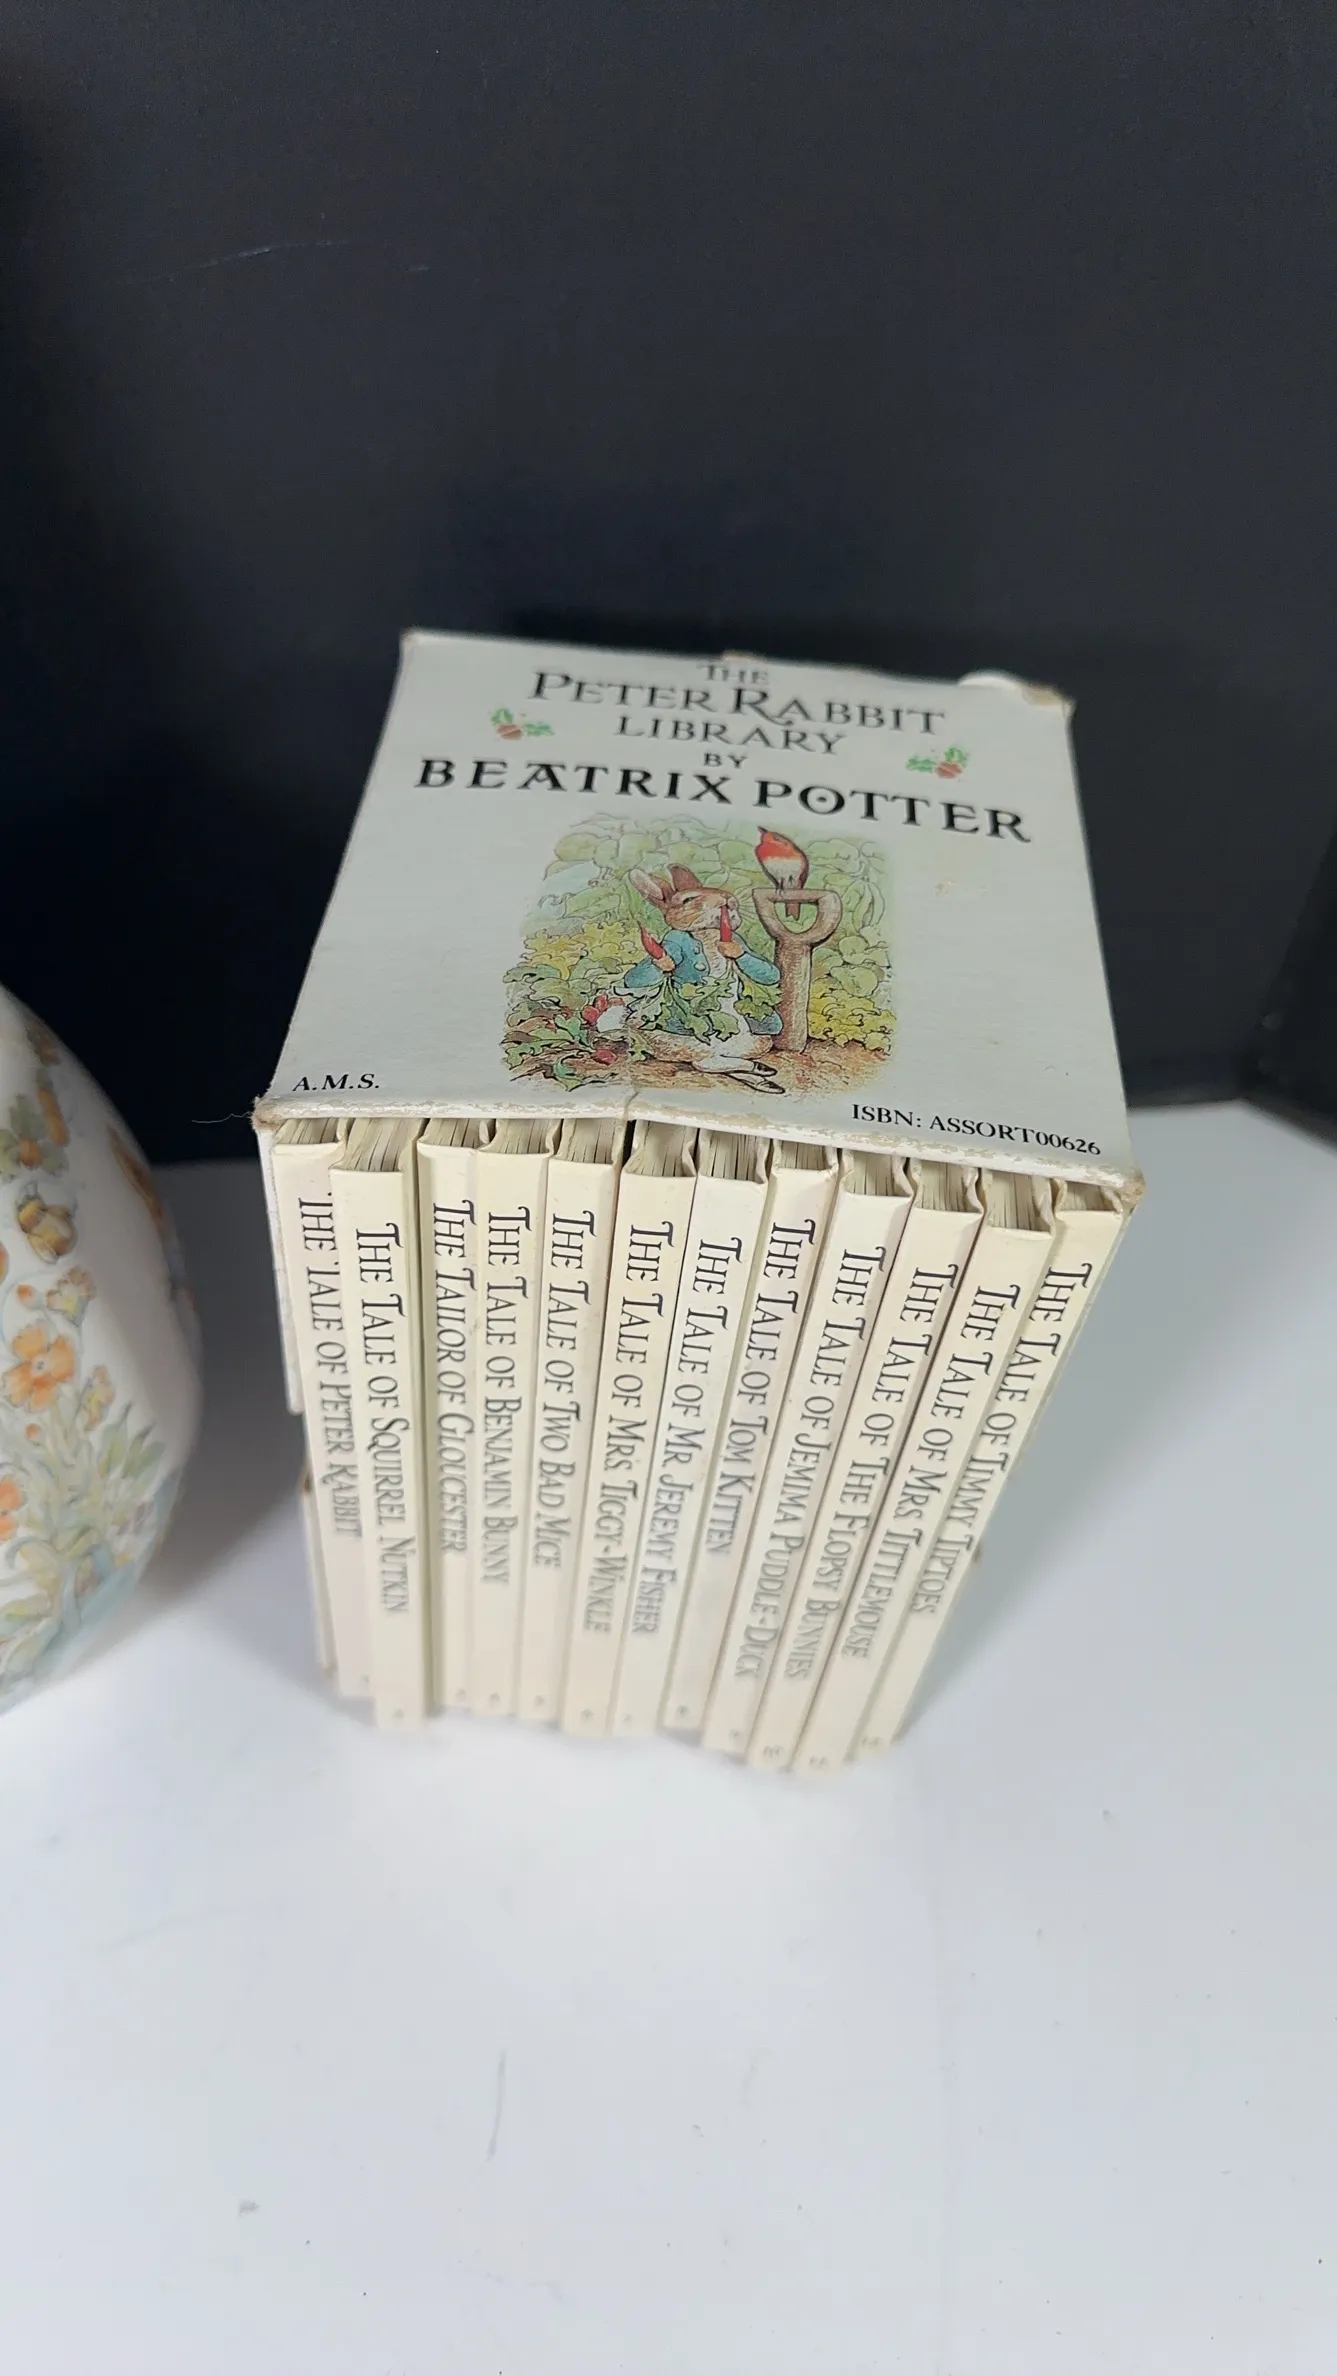 THE
PETER RABBIT
LIBRARY
BY
BEATRIX POTTER
A.M.S.
ISBN: ASSORT00626
THE TALE OF PETER RABBIT
THE TALE OF SQUIRREL NUTKIN
THE TAILOR OF GLOUCESTER
THE TALE OF BENJAMIN BUNNY
THE TALE OF TWO BAD MICE
THE TALE OF MRS TIGGY-WINKLE
THE TALE OF MR JEREMY FISHER
THE TALE OF TOM KITTEN
THE TALE OF JEMIMA PUDDLE-DUCK
THE TALE OF THE FLOPSY BUNNIES
THE TALE OF MRS TITTLEMOUSE
THE TALE OF TIMMY TIPTOES